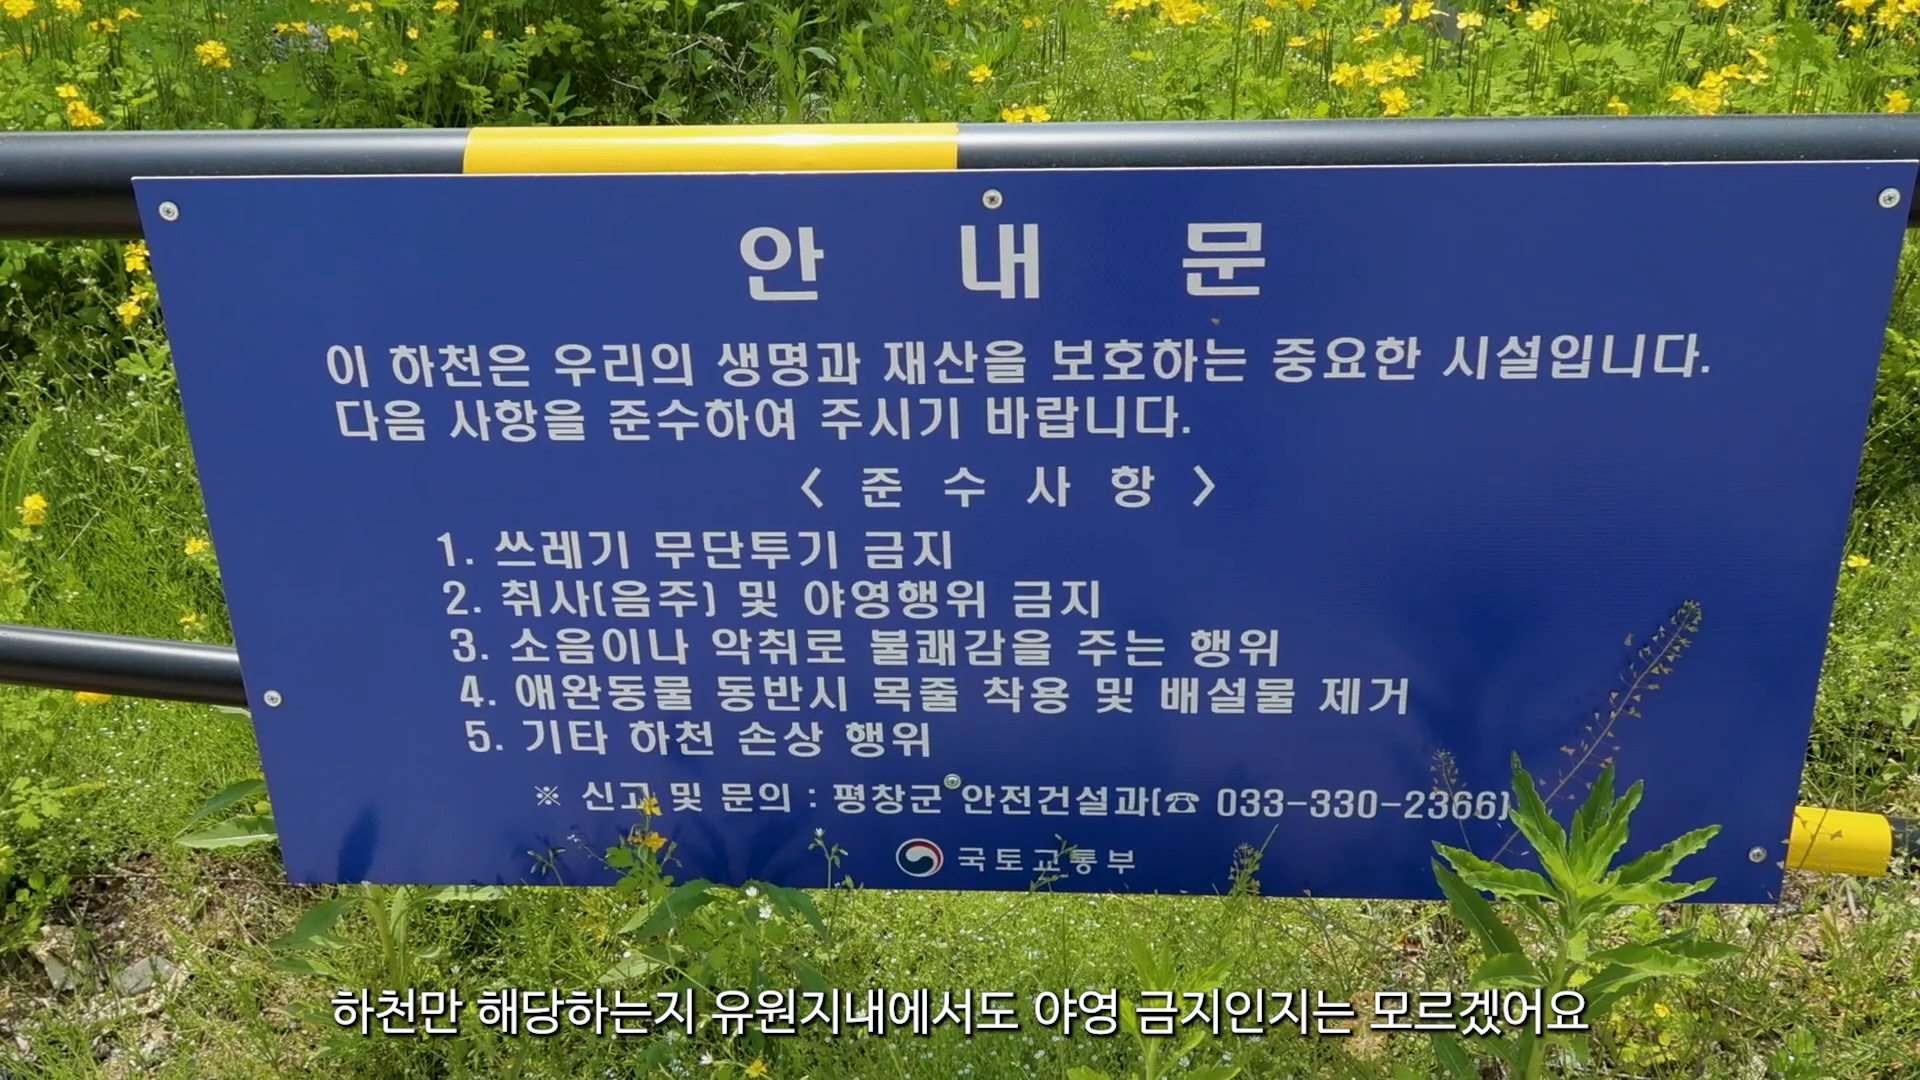 안 내 문
이 하천은 우리의 생명과 재산을 보호하는 중요한 시설입니다.
다음 사항을 준수하여 주시기 바랍니다.
< 준 수 사 항 >
1. 쓰레기 무단투기 금지
2. 취사(음주) 및 야영행위 금지
3. 소음이나 악취로 불쾌감을 주는 행위
4. 애완동물 동반시 목줄 착용 및 배설물 제거
5. 기타 하천 손상 행위
※ 신고 및 문의 : 평창군 안전건설과(☎ 033-330-2366)
국토교통부
하천만 해당하는지 유원지내에서도 야영 금지인지는 모르겠어요